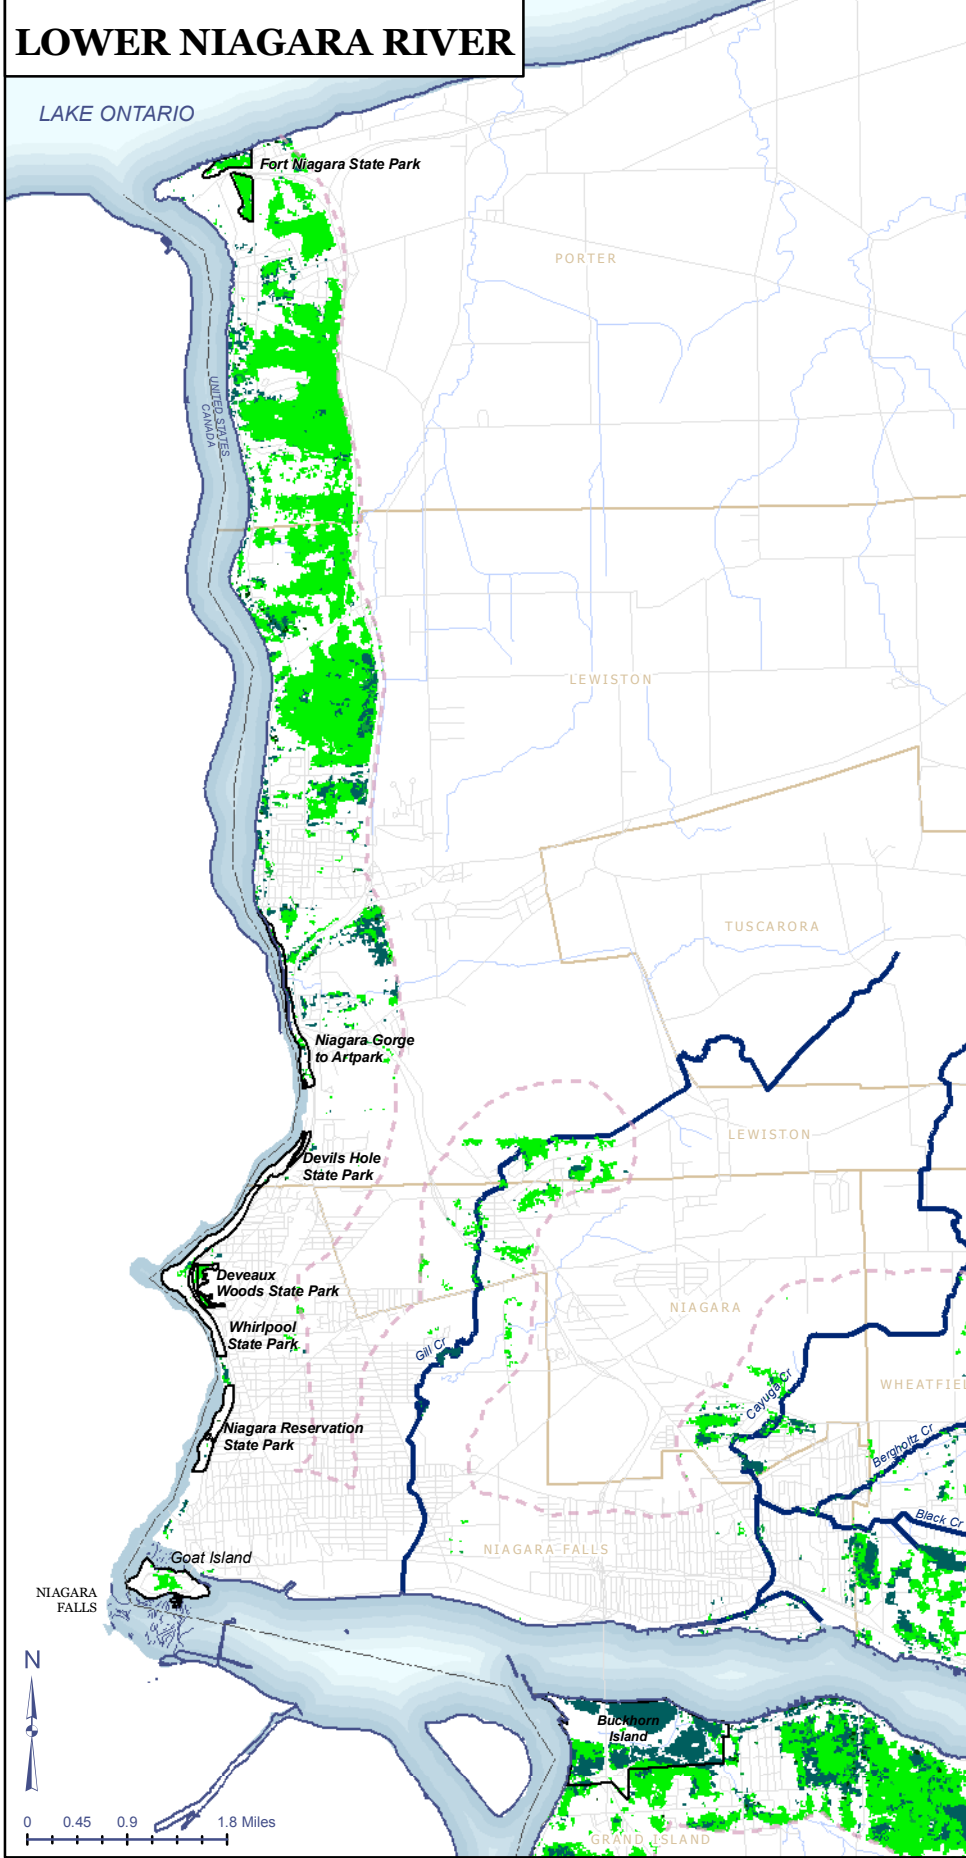 LOWER NIAGARA RIVER
LAKE ONTARIO
Fort Niagara State Park
PORTER
UNITED STATES
CANADA
LEWISTON
TUSCARORA
Niagara Gorge
to Artpark
LEWISTON
Devils Hole
State Park
Deveaux
Woods State Park
NIAGARA
Whirlpool
State Park
Gill Cr
Cayuga Cr
WHEATFIEL
Niagara Reservation
State Park
Bergholtz Cr
Black Cr
NIAGARA FALLS
Goat Island
NIAGARA
FALLS
N
Buckhorn
Island
0 0.45 0.9 1.8 Miles
GRAND ISLAND